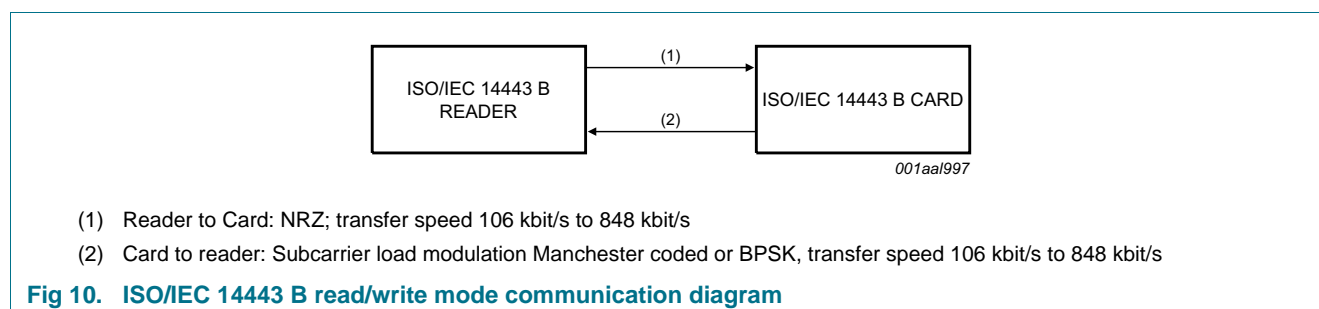 ISO/IEC 14443 B
READER
(1)
(2)
ISO/IEC 14443 B CARD
001aal997
(1) Reader to Card: NRZ; transfer speed 106 kbit/s to 848 kbit/s
(2) Card to reader: Subcarrier load modulation Manchester coded or BPSK, transfer speed 106 kbit/s to 848 kbit/s
Fig 10. ISO/IEC 14443 B read/write mode communication diagram